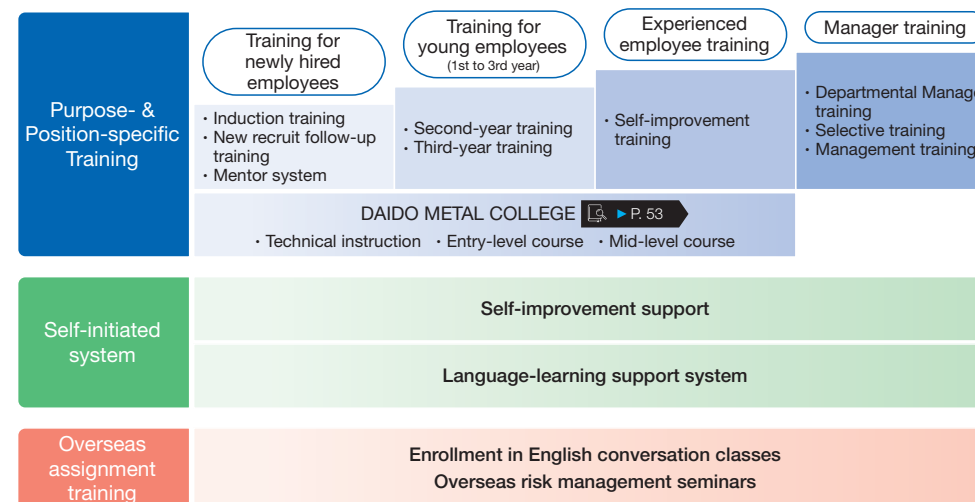 Purpose- &
Position-specific
Training
Training for
newly hired
employees
Training for
young employees
(1st to 3rd year)
Experienced
employee training
Manager training
・Induction training
・New recruit follow-up
training
・Mentor system
・Second-year training
・Third-year training
・Self-improvement
training
・Departmental Manage
training
・Selective training
・Management training
DAIDO METAL COLLEGE ▶ P. 53
・Technical instruction ・Entry-level course ・Mid-level course
Self-initiated
system
Self-improvement support
Language-learning support system
Overseas
assignment
training
Enrollment in English conversation classes
Overseas risk management seminars